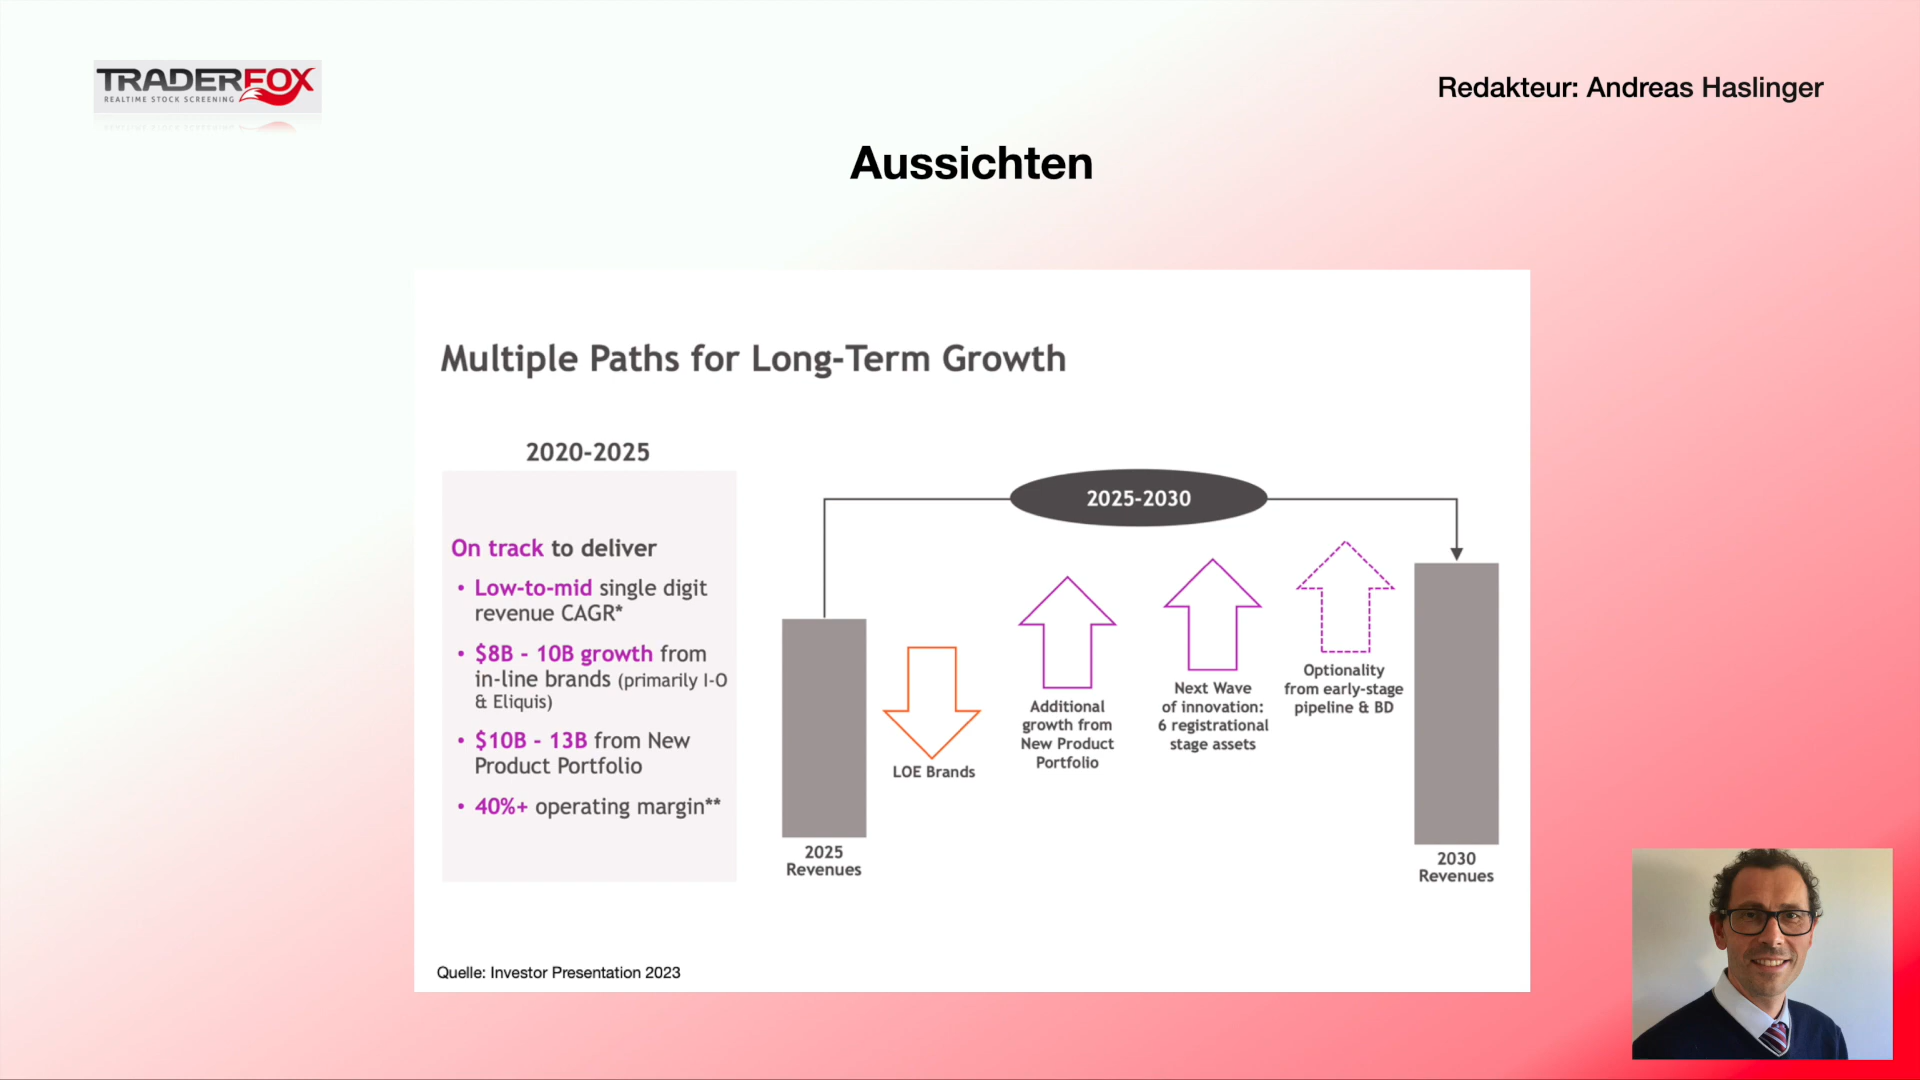 TRADERFOX
REALTIME STOCK SCREENING
Redakteur: Andreas Haslinger
Aussichten
Multiple Paths for Long-Term Growth
2020-2025
On track to deliver
• Low-to-mid single digit
revenue CAGR*
• $8B - 10B growth from
in-line brands (primarily I-O
& Eliquis)
• $10B - 13B from New
Product Portfolio
• 40%+ operating margin**
2025-2030
2025
Revenues
LOE Brands
Additional
growth from
New Product
Portfolio
Next Wave
of innovation:
6 registrational
stage assets
Optionality
from early-stage
pipeline & BD
2030
Revenues
Quelle: Investor Presentation 2023